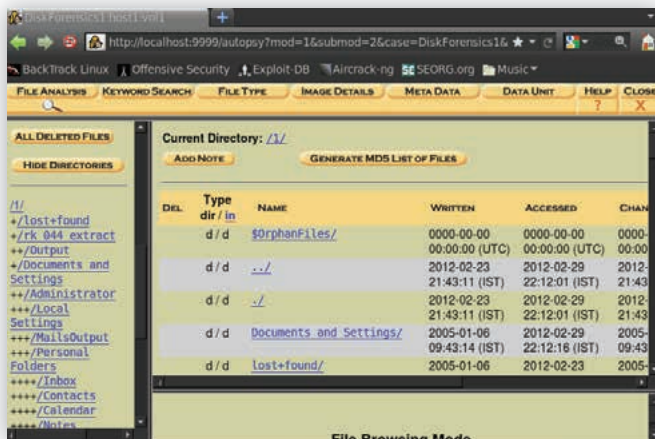 DiskForensics1:host1:vol1
http://localhost:9999/autopsy?mod=1&submod=2&case=DiskForensics1&
BackTrack Linux Offensive Security Exploit-DB Aircrack-ng SEORG.org Music
FILE ANALYSIS KEYWORD SEARCH FILE TYPE IMAGE DETAILS META DATA DATA UNIT HELP CLOSE
? X
ALL DELETED FILES
HIDE DIRECTORIES
/1/
+/lost+found
+/rk 044 extract
++/Output
+/Documents and
Settings
++/Administrator
+++/Local
Settings
+++/MailsOutput
+++/Personal
Folders
++++/Inbox
++++/Contacts
++++/Calendar
++++/Notes
Current Directory: /1/
ADD NOTE GENERATE MD5 LIST OF FILES
DEL Type NAME WRITTEN ACCESSED CHAN
dir / in
d / d $OrphanFiles/ 0000-00-00 0000-00-00 0000-
00:00:00 (UTC) 00:00:00 (UTC) 00:00
d / d ../ 2012-02-23 2012-02-29 2012-
21:43:11 (IST) 22:12:01 (IST) 21:43
d / d ./ 2012-02-23 2012-02-29 2012-
21:43:11 (IST) 22:12:01 (IST) 21:43
d / d Documents and Settings/ 2005-01-06 2012-02-29 2005-
09:43:14 (IST) 22:12:16 (IST) 09:43
d / d lost+found/ 2005-01-06 2012-02-23 2005-
File Browsing Mode